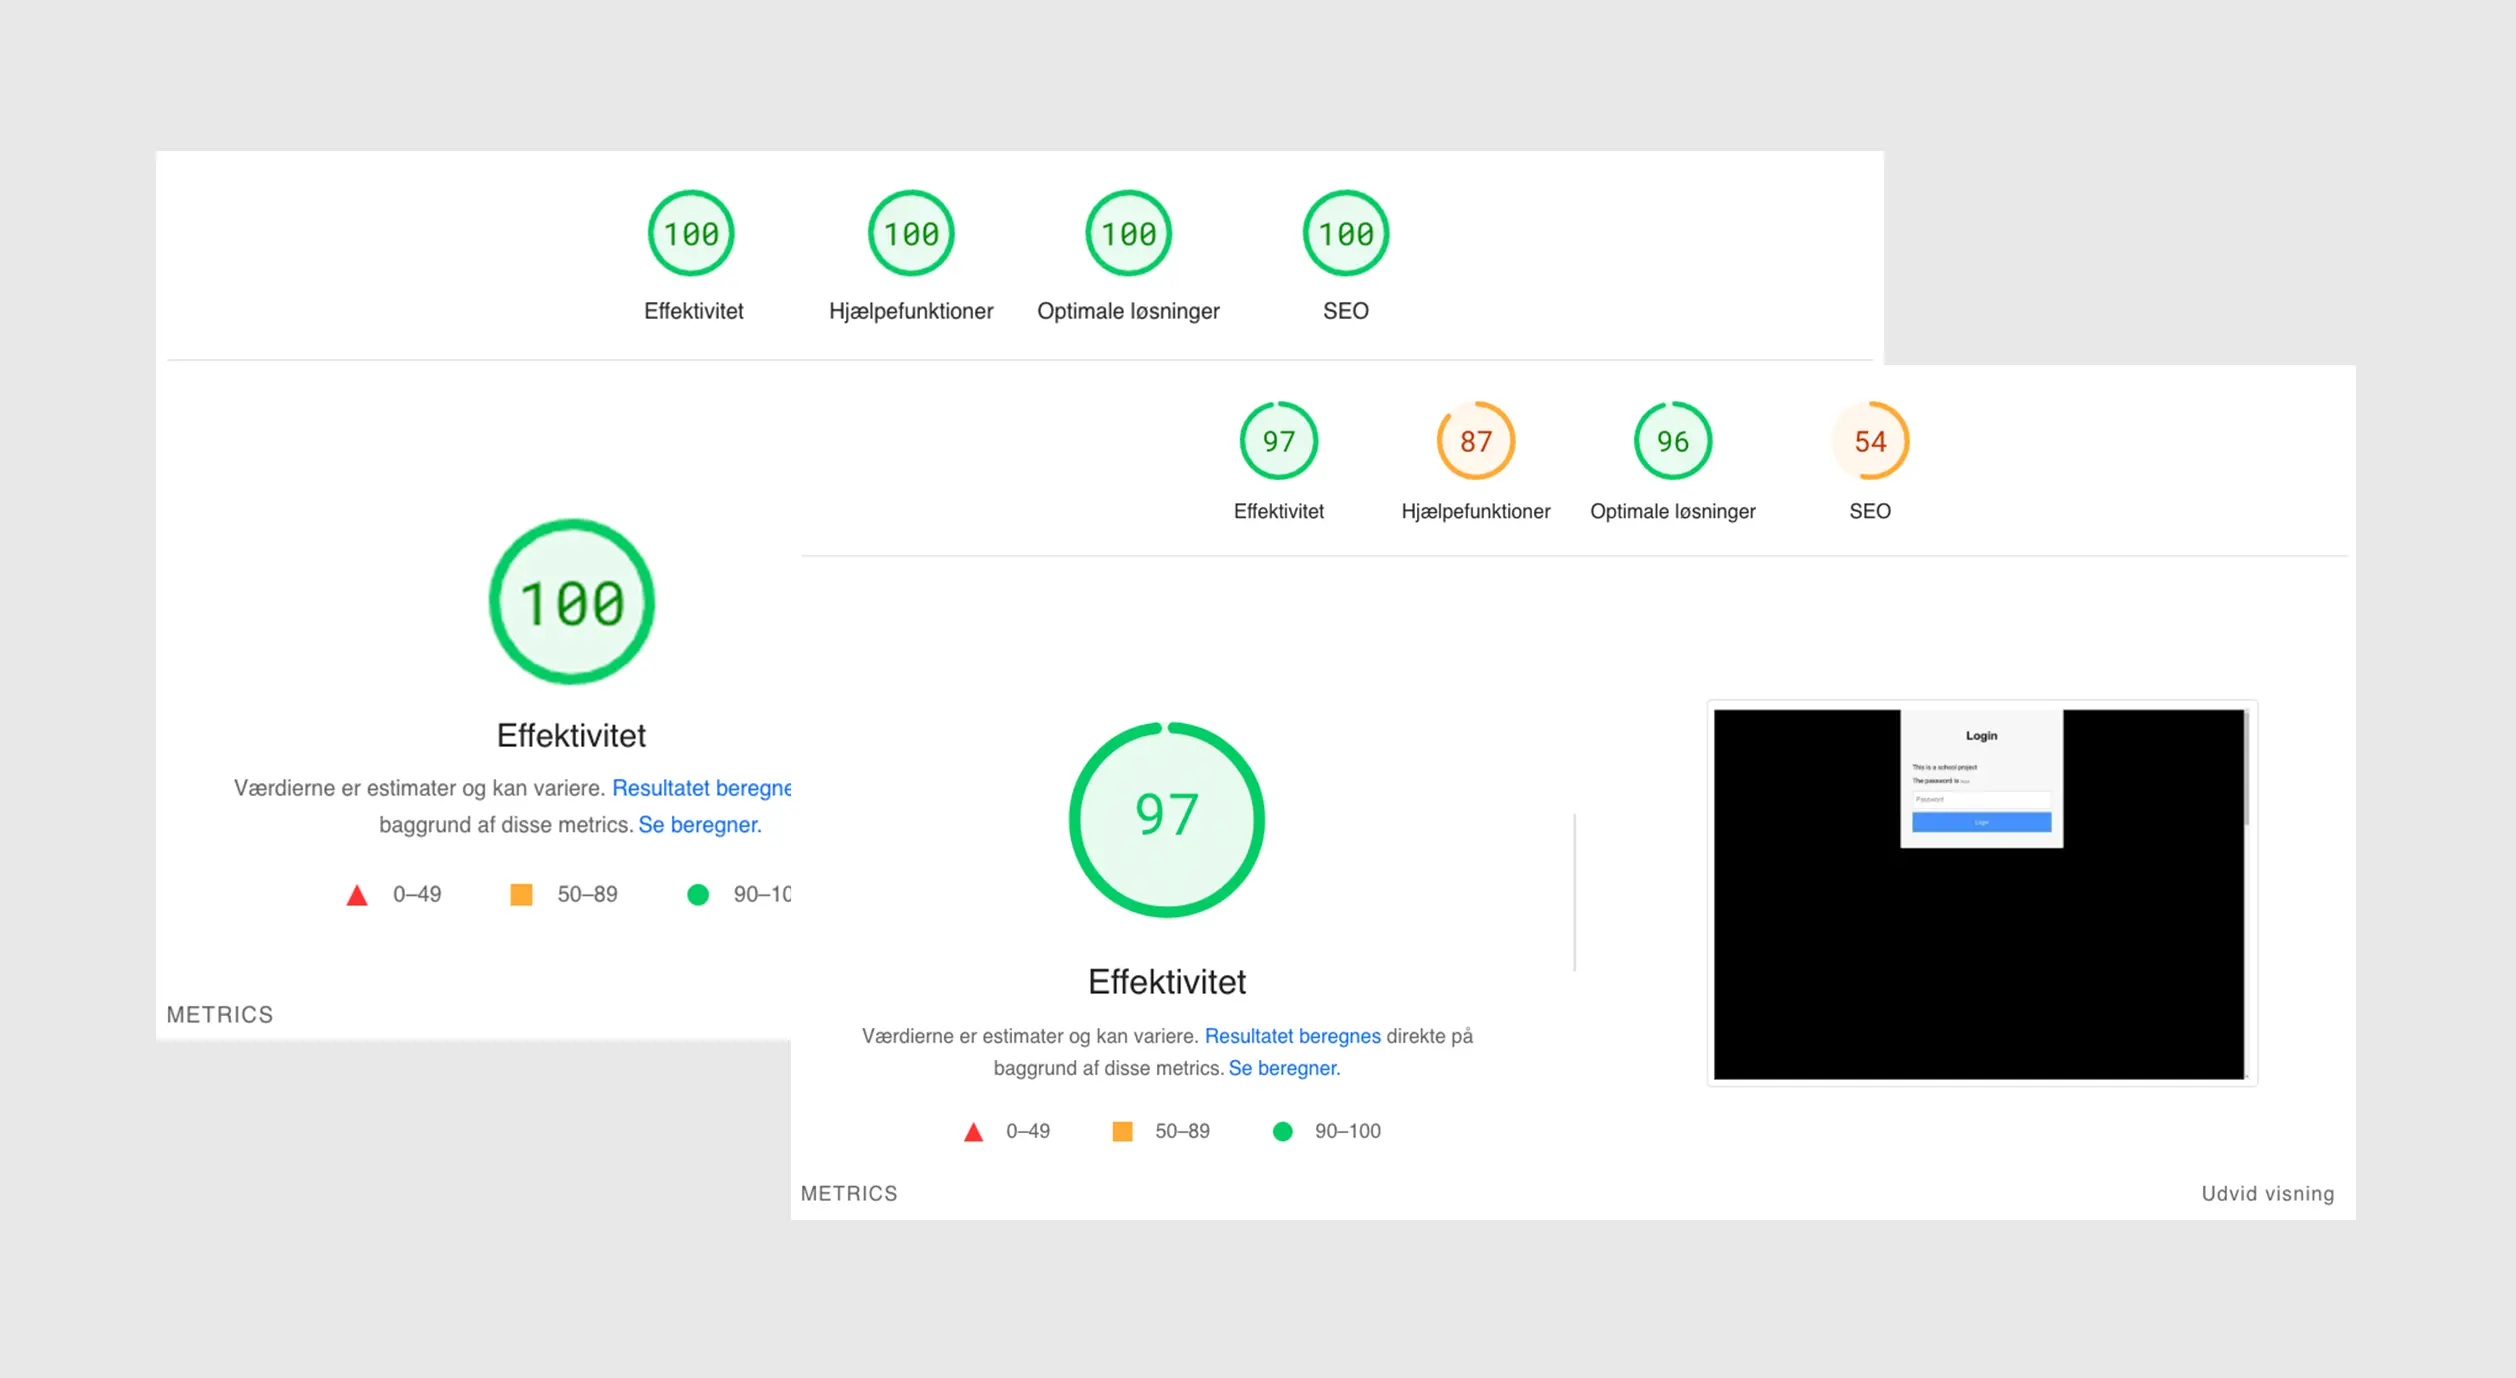 100 100 100 100
Effektivitet Hjælpefunktioner Optimale løsninger SEO
100
Effektivitet
Værdierne er estimater og kan variere. Resultatet beregne
baggrund af disse metrics. Se beregner.
0–49 50–89 90–10
METRICS
97 87 96 54
Effektivitet Hjælpefunktioner Optimale løsninger SEO
97
Effektivitet
Værdierne er estimater og kan variere. Resultatet beregnes direkte på
baggrund af disse metrics. Se beregner.
0–49 50–89 90–100
METRICS
Login
This is a school project
The password is
Password
Login
Udvid visning